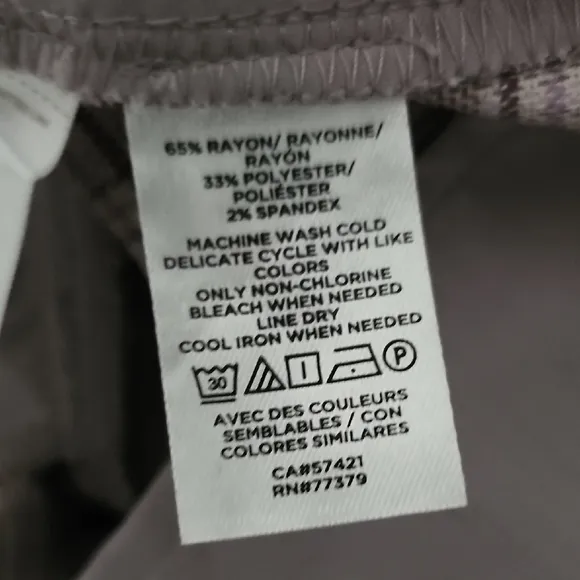 65% RAYON/ RAYONNE/
RAYÓN
33% POLYESTER/
POLIÉSTER
2% SPANDEX
MACHINE WASH COLD
DELICATE CYCLE WITH LIKE
COLORS
ONLY NON-CHLORINE
BLEACH WHEN NEEDED
LINE DRY
COOL IRON WHEN NEEDED
30 P
AVEC DES COULEURS
SEMBLABLES / CON
COLORES SIMILARES
CA#57421
RN#77379